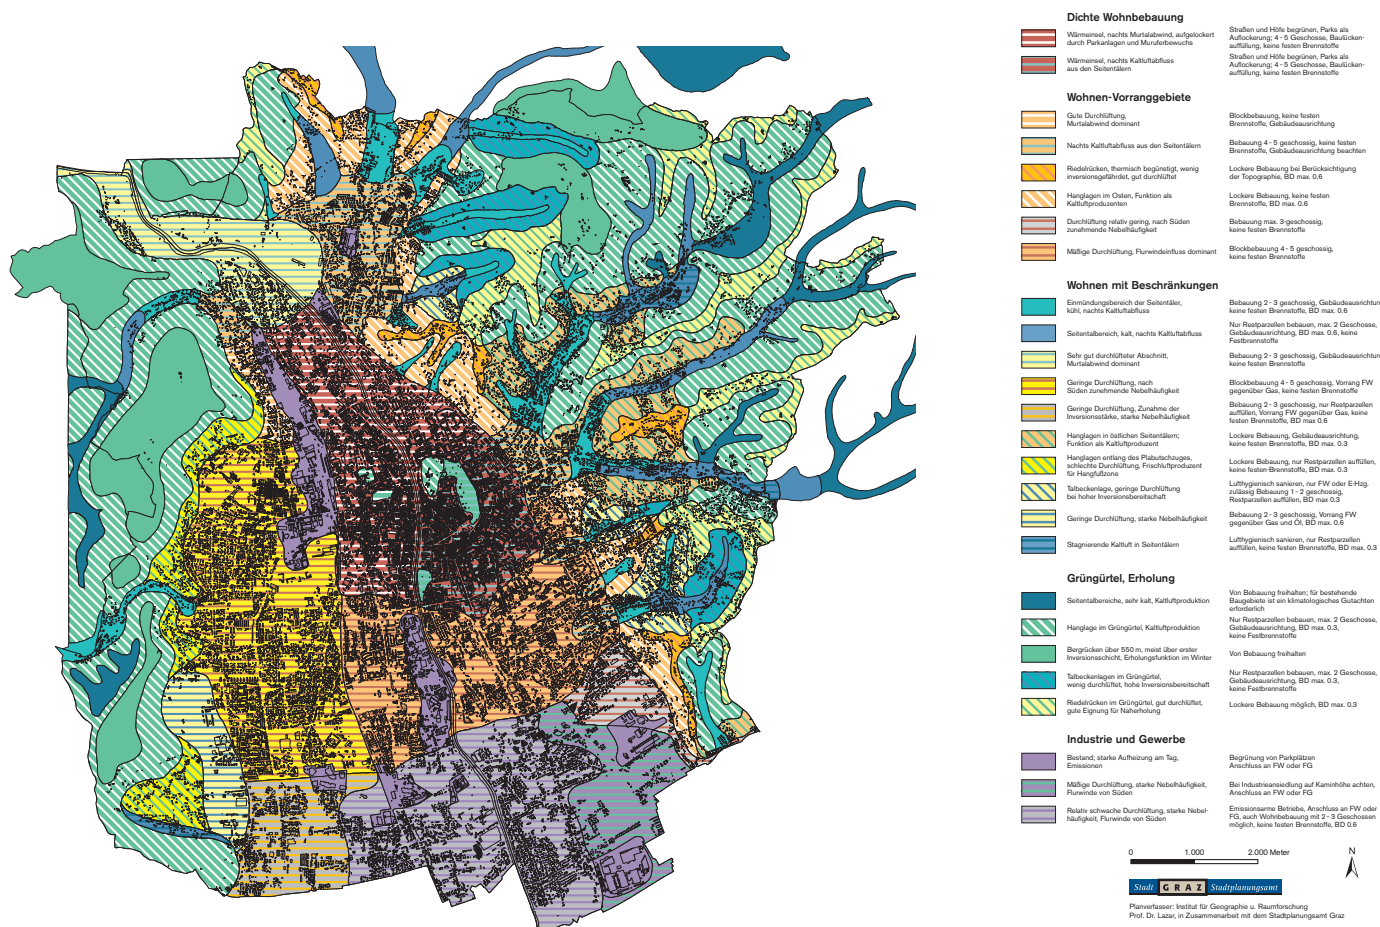 Dichte Wohnbebauung
Wärmeinsel, nachts Murtalabwind, aufgelockert
durch Parkanlagen und Muruferbewuchs
Straßen und Höfe begrünen, Parks als
Auflockerung; 4 - 5 Geschosse, Baulücken-
auffüllung, keine festen Brennstoffe
Wärmeinsel, nachts Kaltluftabfluss
aus den Seitentälern
Straßen und Höfe begrünen, Parks als
Auflockerung; 4 - 5 Geschosse, Baulücken-
auffüllung, keine festen Brennstoffe
Wohnen-Vorranggebiete
Gute Durchlüftung,
Murtalabwind dominant
Blockbebauung, keine festen
Brennstoffe, Gebäudeausrichtung
Nachts Kaltluftabfluss aus den Seitentälern
Bebauung 4 - 5 geschossig, keine festen
Brennstoffe, Gebäudeausrichtung beachten
Riedelrücken, thermisch begünstigt, wenig
inversionsgefährdet, gut durchlüftet
Lockere Bebauung bei Berücksichtigung
der Topographie, BD max. 0.6
Hanglagen im Osten, Funktion als
Kaltluftproduzenten
Lockere Bebauung, keine festen
Brennstoffe, BD max. 0.6
Durchlüftung relativ gering, nach Süden
zunehmende Nebelhäufigkeit
Bebauung max. 3-geschossig,
keine festen Brennstoffe
Mäßige Durchlüftung, Flurwindeinfluss dominant
Blockbebauung 4 - 5 geschossig,
keine festen Brennstoffe
Wohnen mit Beschränkungen
Einmündungsbereich der Seitentäler,
kühl, nachts Kaltluftabfluss
Bebauung 2 - 3 geschossig, Gebäudeausrichtun
keine festen Brennstoffe, BD max. 0.6
Seitentalbereich, kalt, nachts Kaltluftabfluss
Nur Restparzellen bebauen, max. 2 Geschosse,
Gebäudeausrichtung, BD max. 0.6, keine
Festbrennstoffe
Sehr gut durchlüfteter Abschnitt,
Murtalabwind dominant
Bebauung 2 - 3 geschossig, Gebäudeausrichtun
keine festen Brennstoffe
Geringe Durchlüftung, nach
Süden zunehmende Nebelhäufigkeit
Blockbebauung 4 - 5 geschossig, Vorrang FW
gegenüber Gas, keine festen Brennstoffe
Geringe Durchlüftung, Zunahme der
Inversionsstärke, starke Nebelhäufigkeit
Bebauung 2 - 3 geschossig, nur Restparzellen
auffüllen, Vorrang FW gegenüber Gas, keine
festen Brennstoffe, BD max 0.6
Hanglagen in östlichen Seitentälern;
Funktion als Kaltluftproduzent
Lockere Bebauung, Gebäudeausrichtung,
keine festen Brennstoffe, BD max. 0.3
Hanglagen entlang des Plabutschzuges,
schlechte Durchlüftung, Frischluftproduzent
für Hangfußzone
Lockere Bebauung, nur Restparzellen auffüllen,
keine festen-Brennstoffe, BD max. 0.3
Talbeckenlage, geringe Durchlüftung
bei hoher Inversionsbereitschaft
Lufthygienisch sanieren, nur FW oder E-Hzg.
zulässig Bebauung 1 - 2 geschossig,
Restparzellen auffüllen, BD max 0.3
Geringe Durchlüftung, starke Nebelhäufigkeit
Bebauung 2 - 3 geschossig, Vorrang FW
gegenüber Gas und Öl, BD max. 0.6
Stagnierende Kaltluft in Seitentälern
Lufthygienisch sanieren, nur Restparzellen
auffüllen, keine festen Brennstoffe, BD max. 0.3
Grüngürtel, Erholung
Seitentalbereiche, sehr kalt, Kaltluftproduktion
Von Bebauung freihalten; für bestehende
Baugebiete ist ein klimatologisches Gutachten
erforderlich
Hanglage im Grüngürtel, Kaltluftproduktion
Nur Restparzellen bebauen, max. 2 Geschosse,
Gebäudeausrichtung, BD max. 0.3,
keine Festbrennstoffe
Bergrücken über 550 m, meist über erster
Inversionsschicht, Erholungsfunktion im Winter
Von Bebauung freihalten
Talbeckenlagen im Grüngürtel,
wenig durchlüftet, hohe Inversionsbereitschaft
Nur Restparzellen bebauen, max. 2 Geschosse,
Gebäudeausrichtung, BD max. 0.3,
keine Festbrennstoffe
Riedelrücken im Grüngürtel, gut durchlüftet,
gute Eignung für Naherholung
Lockere Bebauung möglich, BD max. 0.3
Industrie und Gewerbe
Bestand; starke Aufheizung am Tag,
Emissionen
Begrünung von Parkplätzen
Anschluss an FW oder FG
Mäßige Durchlüftung, starke Nebelhäufigkeit,
Flurwinde von Süden
Bei Industrieansiedlung auf Kaminhöhe achten,
Anschluss an FW oder FG
Relativ schwache Durchlüftung, starke Nebel-
häufigkeit, Flurwinde von Süden
Emissionsarme Betriebe, Anschluss an FW oder
FG, auch Wohnbebauung mit 2 - 3 Geschossen
möglich, keine festen Brennstoffe, BD 0.6
0 1.000 2.000 Meter
N
Stadt GRAZ Stadtplanungsamt
Planverfasser: Institut für Geographie u. Raumforschung
Prof. Dr. Lazar, in Zusammenarbeit mit dem Stadtplanungsamt Graz